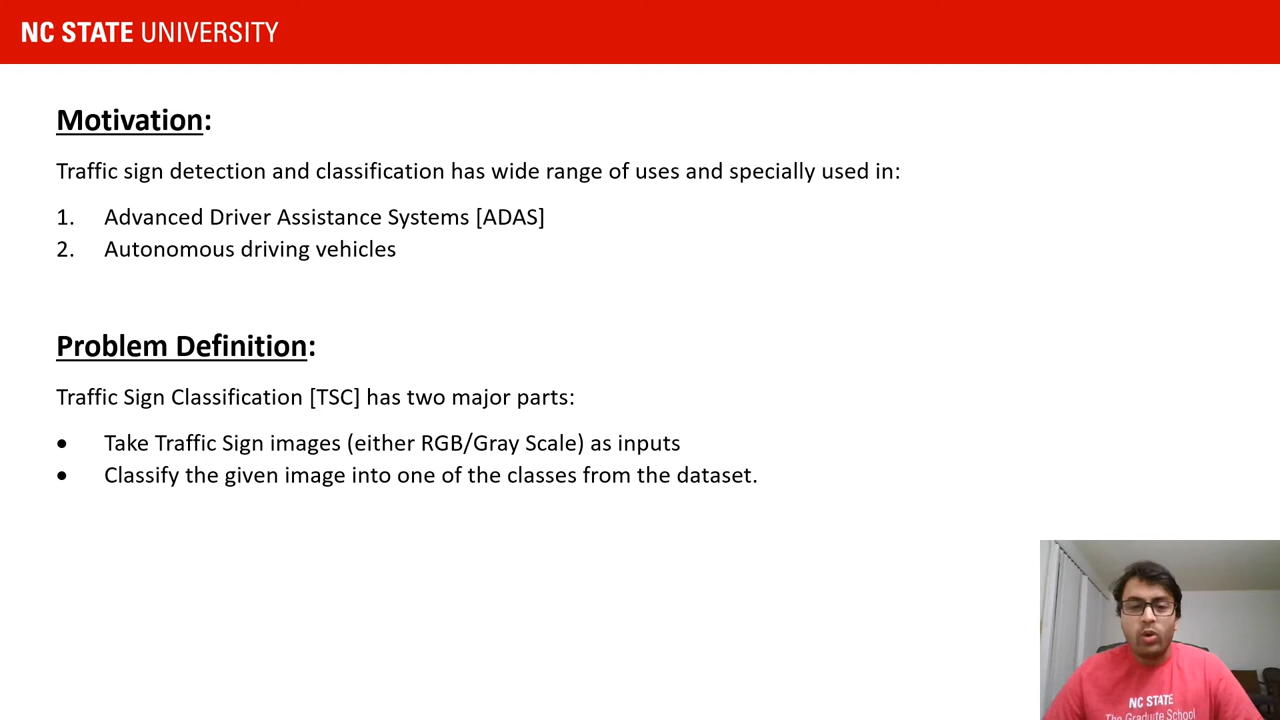 NC STATE UNIVERSITY
Motivation:
Traffic sign detection and classification has wide range of uses and specially used in:
1. Advanced Driver Assistance Systems [ADAS]
2. Autonomous driving vehicles
Problem Definition:
Traffic Sign Classification [TSC] has two major parts:
• Take Traffic Sign images (either RGB/Gray Scale) as inputs
• Classify the given image into one of the classes from the dataset.
NC STATE
The Graduate School